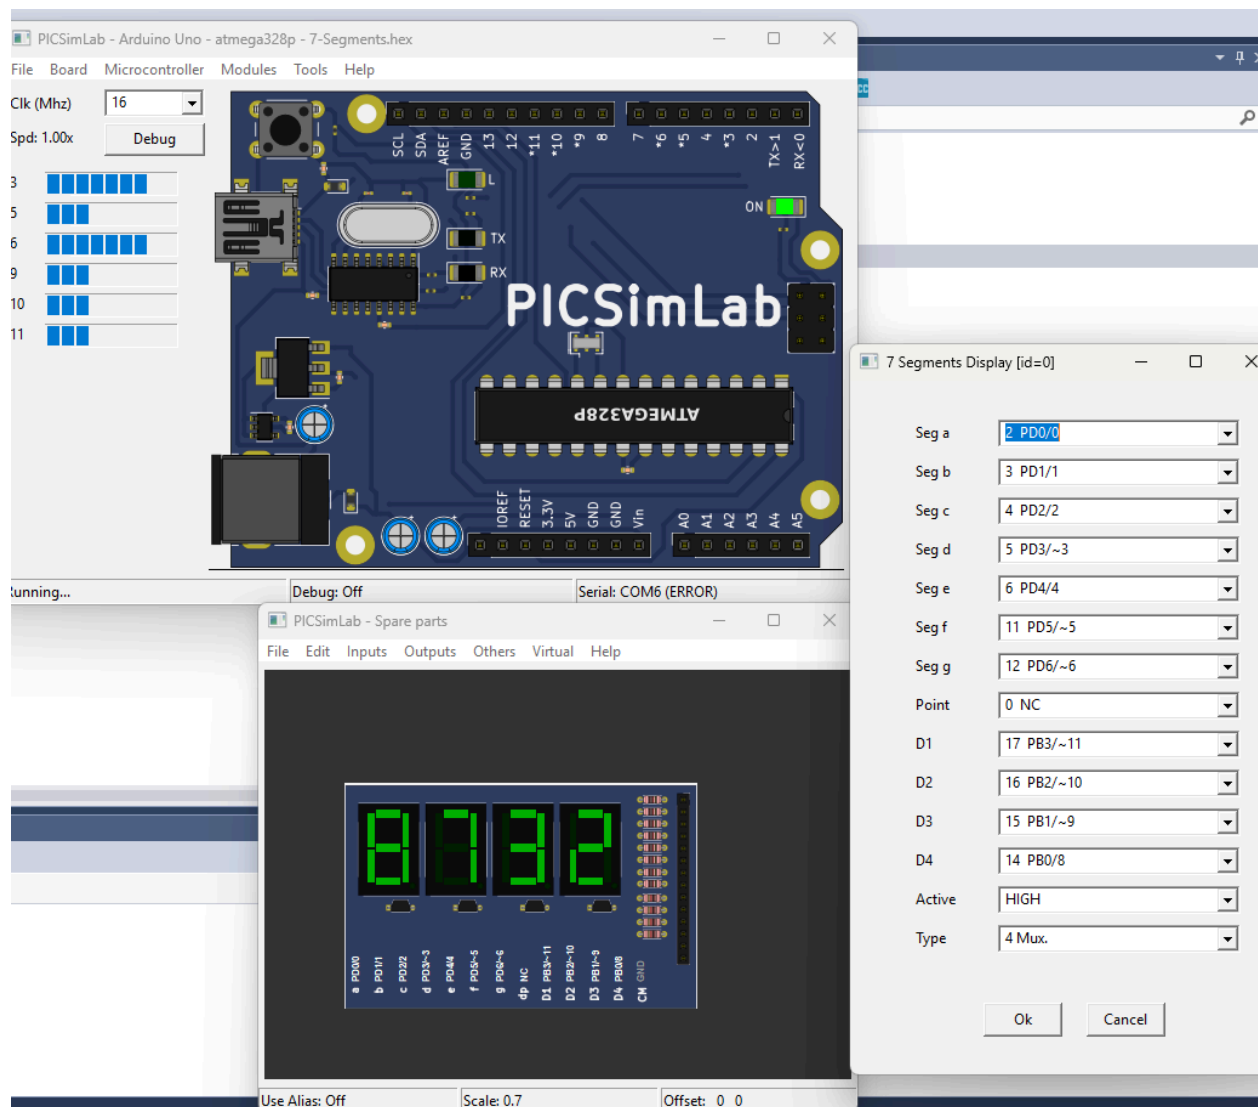 PICSimLab - Arduino Uno - atmega328p - 7-Segments.hex
File Board Microcontroller Modules Tools Help
Clk (Mhz) 16
Spd: 1.00x Debug
3
5
6
9
10
11
SCL SDA AREF GND 13 12 *11 *10 *9 8 7 *6 *5 4 *3 2 TX>1 RX<0
L
ON
TX
RX
PICSimLab
ATMEGA328P
IOREF RESET 3.3V 5V GND GND Vin A0 A1 A2 A3 A4 A5
unning... Debug: Off Serial: COM6 (ERROR)
PICSimLab - Spare parts
File Edit Inputs Outputs Others Virtual Help
8732
a PD0/0
b PD1/1
c PD2/2
d PD3/~3
e PD4/4
f PD5/~5
g PD6/~6
dp NC
D1 PB3/~11
D2 PB2/~10
D3 PB1/~9
D4 PB0/8
CM GND
Use Alias: Off Scale: 0.7 Offset: 0 0
7 Segments Display [id=0]
Seg a 2 PD0/0
Seg b 3 PD1/1
Seg c 4 PD2/2
Seg d 5 PD3/~3
Seg e 6 PD4/4
Seg f 11 PD5/~5
Seg g 12 PD6/~6
Point 0 NC
D1 17 PB3/~11
D2 16 PB2/~10
D3 15 PB1/~9
D4 14 PB0/8
Active HIGH
Type 4 Mux.
Ok Cancel